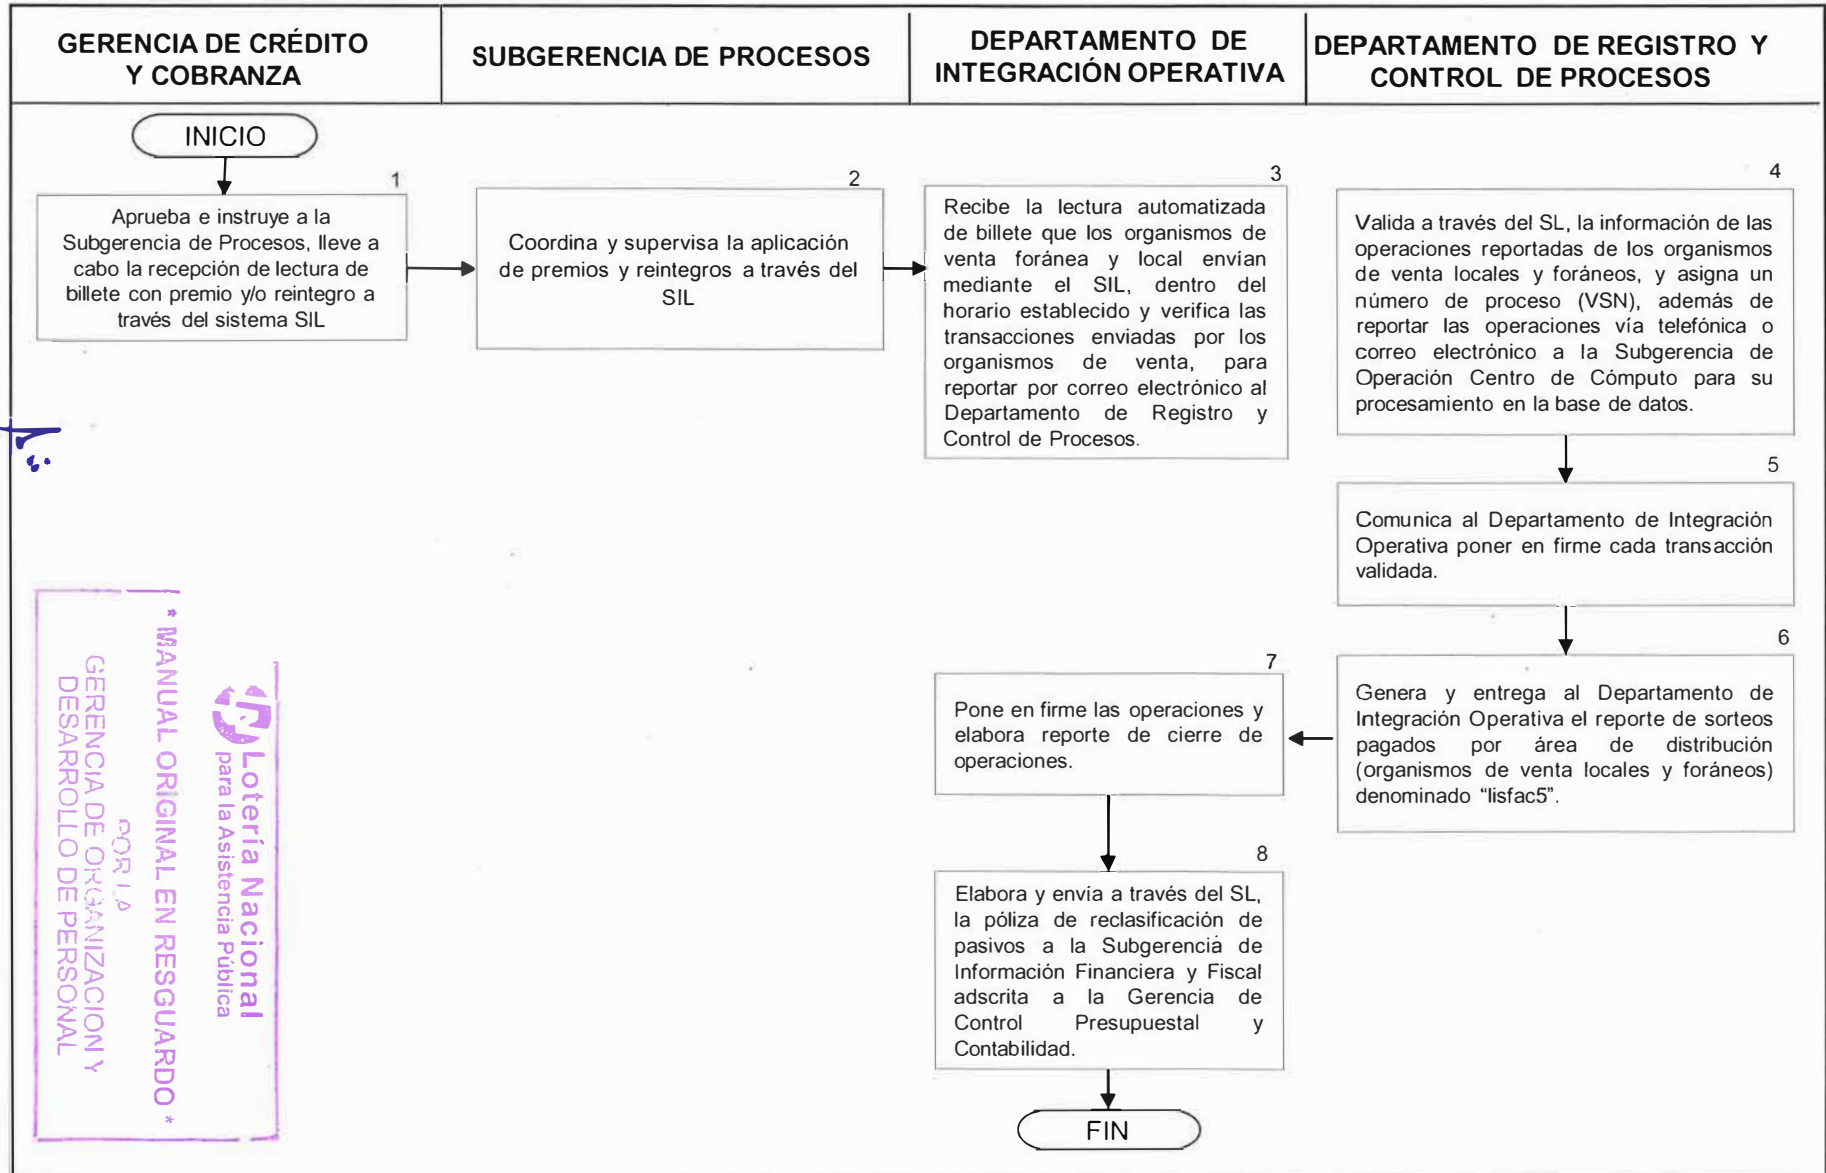 GERENCIA DE CRÉDITO
Y COBRANZA
SUBGERENCIA DE PROCESOS
DEPARTAMENTO DE
INTEGRACIÓN OPERATIVA
DEPARTAMENTO DE REGISTRO Y
CONTROL DE PROCESOS
INICIO
1
Aprueba e instruye a la
Subgerencia de Procesos, lleve a
cabo la recepción de lectura de
billete con premio y/o reintegro a
través del sistema SIL
2
Coordina y supervisa la aplicación
de premios y reintegros a través del
SIL
3
Recibe la lectura automatizada
de billete que los organismos de
venta foránea y local envían
mediante el SIL, dentro del
horario establecido y verifica las
transacciones enviadas por los
organismos de venta, para
reportar por correo electrónico al
Departamento de Registro y
Control de Procesos.
4
Valida a través del SL, la información de las
operaciones reportadas de los organismos
de venta locales y foráneos, y asigna un
número de proceso (VSN), además de
reportar las operaciones vía telefónica o
correo electrónico a la Subgerencia de
Operación Centro de Cómputo para su
procesamiento en la base de datos.
5
Comunica al Departamento de Integración
Operativa poner en firme cada transacción
validada.
6
Genera y entrega al Departamento de
Integración Operativa el reporte de sorteos
pagados por área de distribución
(organismos de venta locales y foráneos)
denominado “lisfac5”.
7
Pone en firme las operaciones y
elabora reporte de cierre de
operaciones.
8
Elabora y envía a través del SL,
la póliza de reclasificación de
pasivos a la Subgerencia de
Información Financiera y Fiscal
adscrita a la Gerencia de
Control Presupuestal y
Contabilidad.
FIN
Lotería Nacional
para la Asistencia Pública
* MANUAL ORIGINAL EN RESGUARDO *
POR LA
GERENCIA DE ORGANIZACION Y
DESARROLLO DE PERSONAL